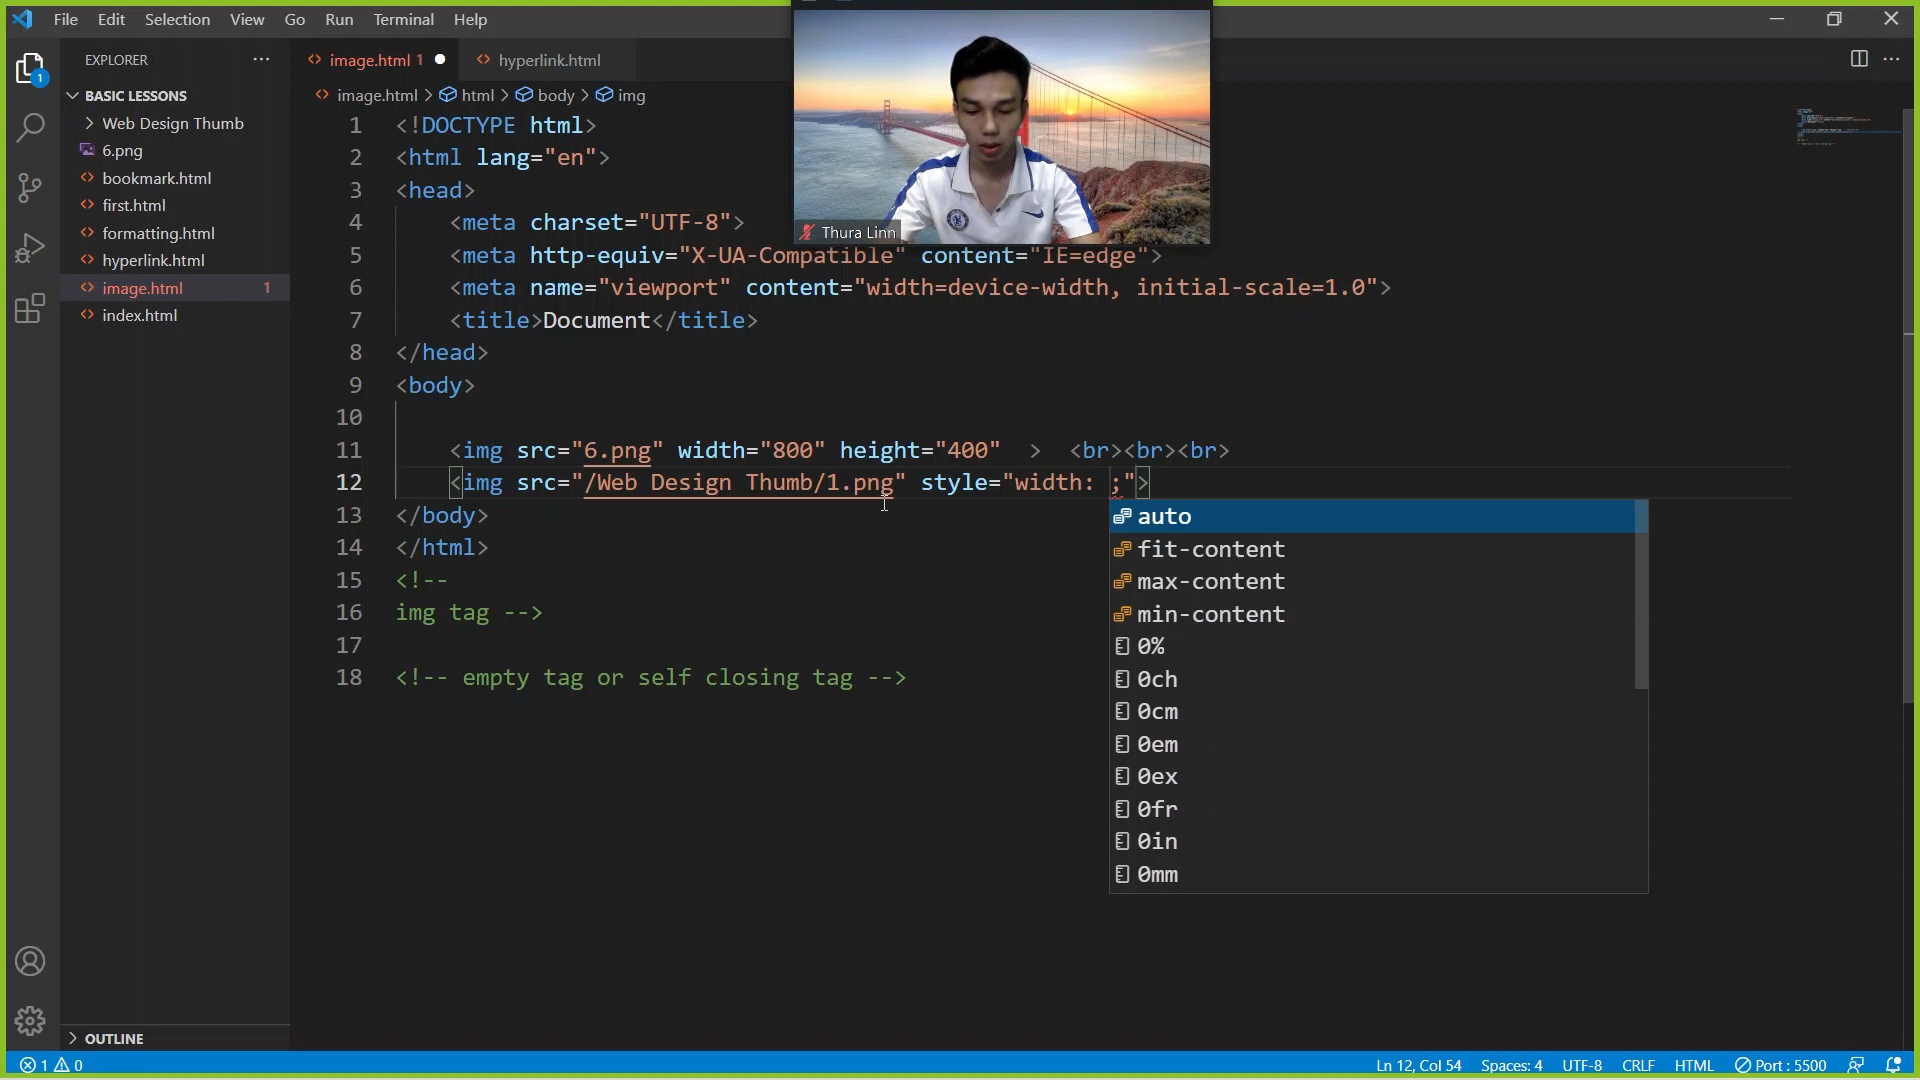 File Edit Selection View Go Run Terminal Help
EXPLORER
image.html 1
hyperlink.html
BASIC LESSONS
image.html > html > body > img
Web Design Thumb
6.png
bookmark.html
first.html
formatting.html
hyperlink.html
image.html 1
index.html
OUTLINE
1
Thura Linn
1 <!DOCTYPE html>
2 <html lang="en">
3 <head>
4 <meta charset="UTF-8">
5 <meta http-equiv="X-UA-Compatible" content="IE=edge">
6 <meta name="viewport" content="width=device-width, initial-scale=1.0">
7 <title>Document</title>
8 </head>
9 <body>
10
11 <img src="6.png" width="800" height="400" > <br><br><br>
12 <img src="/Web Design Thumb/1.png" style="width: ;">
13 </body>
14 </html>
15 <!--
16 img tag -->
17
18 <!-- empty tag or self closing tag -->
auto
fit-content
max-content
min-content
0%
0ch
0cm
0em
0ex
0fr
0in
0mm
1 0
Ln 12, Col 54 Spaces: 4 UTF-8 CRLF HTML Port : 5500